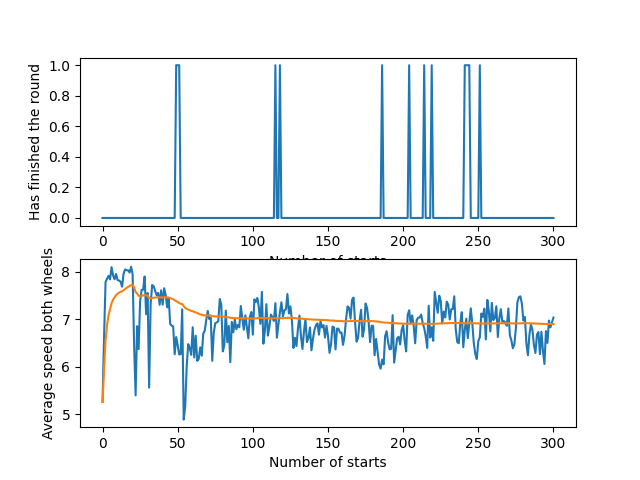 Has finished the round
1.0
0.8
0.6
0.4
0.2
0.0
0 50 100 150 200 250 300
Number of starts
Average speed both wheels
8
7
6
5
0 50 100 150 200 250 300
Number of starts